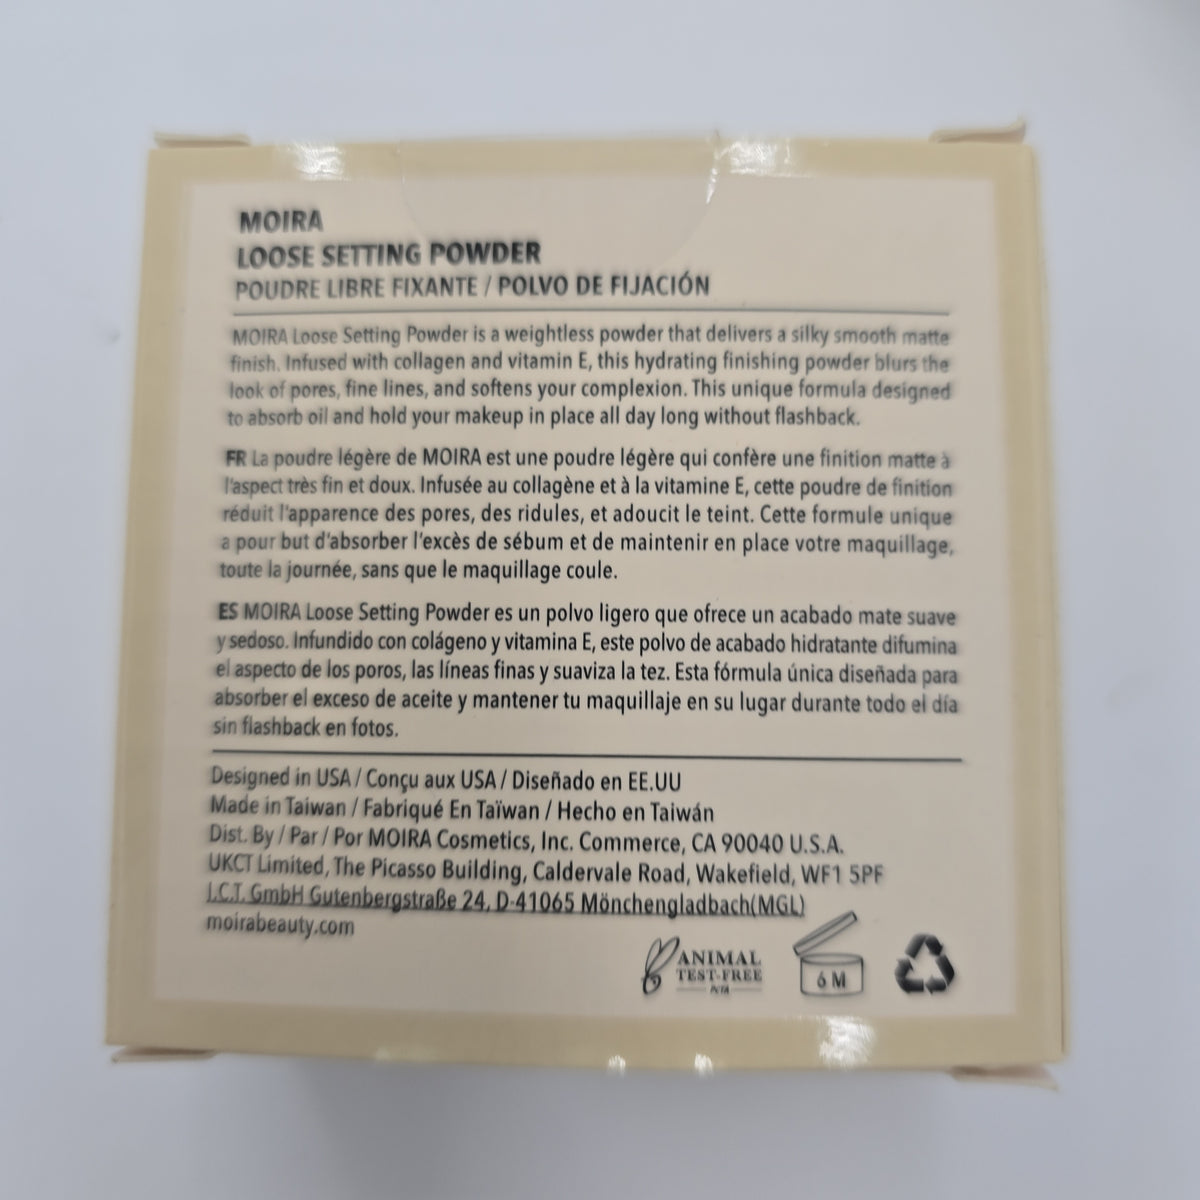 MOIRA
LOOSE SETTING POWDER
POUDRE LIBRE FIXANTE / POLVO DE FIJACIÓN
MOIRA Loose Setting Powder is a weightless powder that delivers a silky smooth matte
finish. Infused with collagen and vitamin E, this hydrating finishing powder blurs the
look of pores, fine lines, and softens your complexion. This unique formula designed
to absorb oil and hold your makeup in place all day long without flashback.
FR La poudre légère de MOIRA est une poudre légère qui confère une finition matte à
l'aspect très fin et doux. Infusée au collagène et à la vitamine E, cette poudre de finition
réduit l'apparence des pores, des ridules, et adoucit le teint. Cette formule unique
a pour but d'absorber l'excès de sébum et de maintenir en place votre maquillage,
toute la journée, sans que le maquillage coule.
ES MOIRA Loose Setting Powder es un polvo ligero que ofrece un acabado mate suave
y sedoso. Infundido con colágeno y vitamina E, este polvo de acabado hidratante difumina
el aspecto de los poros, las líneas finas y suaviza la tez. Esta fórmula única diseñada para
absorber el exceso de aceite y mantener tu maquillaje en su lugar durante todo el día
sin flashback en fotos.
Designed in USA / Conçu aux USA / Diseñado en EE.UU
Made in Taiwan / Fabriqué En Taïwan / Hecho en Taiwán
Dist. By / Par / Por MOIRA Cosmetics, Inc. Commerce, CA 90040 U.S.A.
UKCT Limited, The Picasso Building, Caldervale Road, Wakefield, WF1 5PF
I.C.T. GmbH Gutenbergstraße 24, D-41065 Mönchengladbach(MGL)
moirabeauty.com
ANIMAL
TEST-FREE
PeTA
6 M